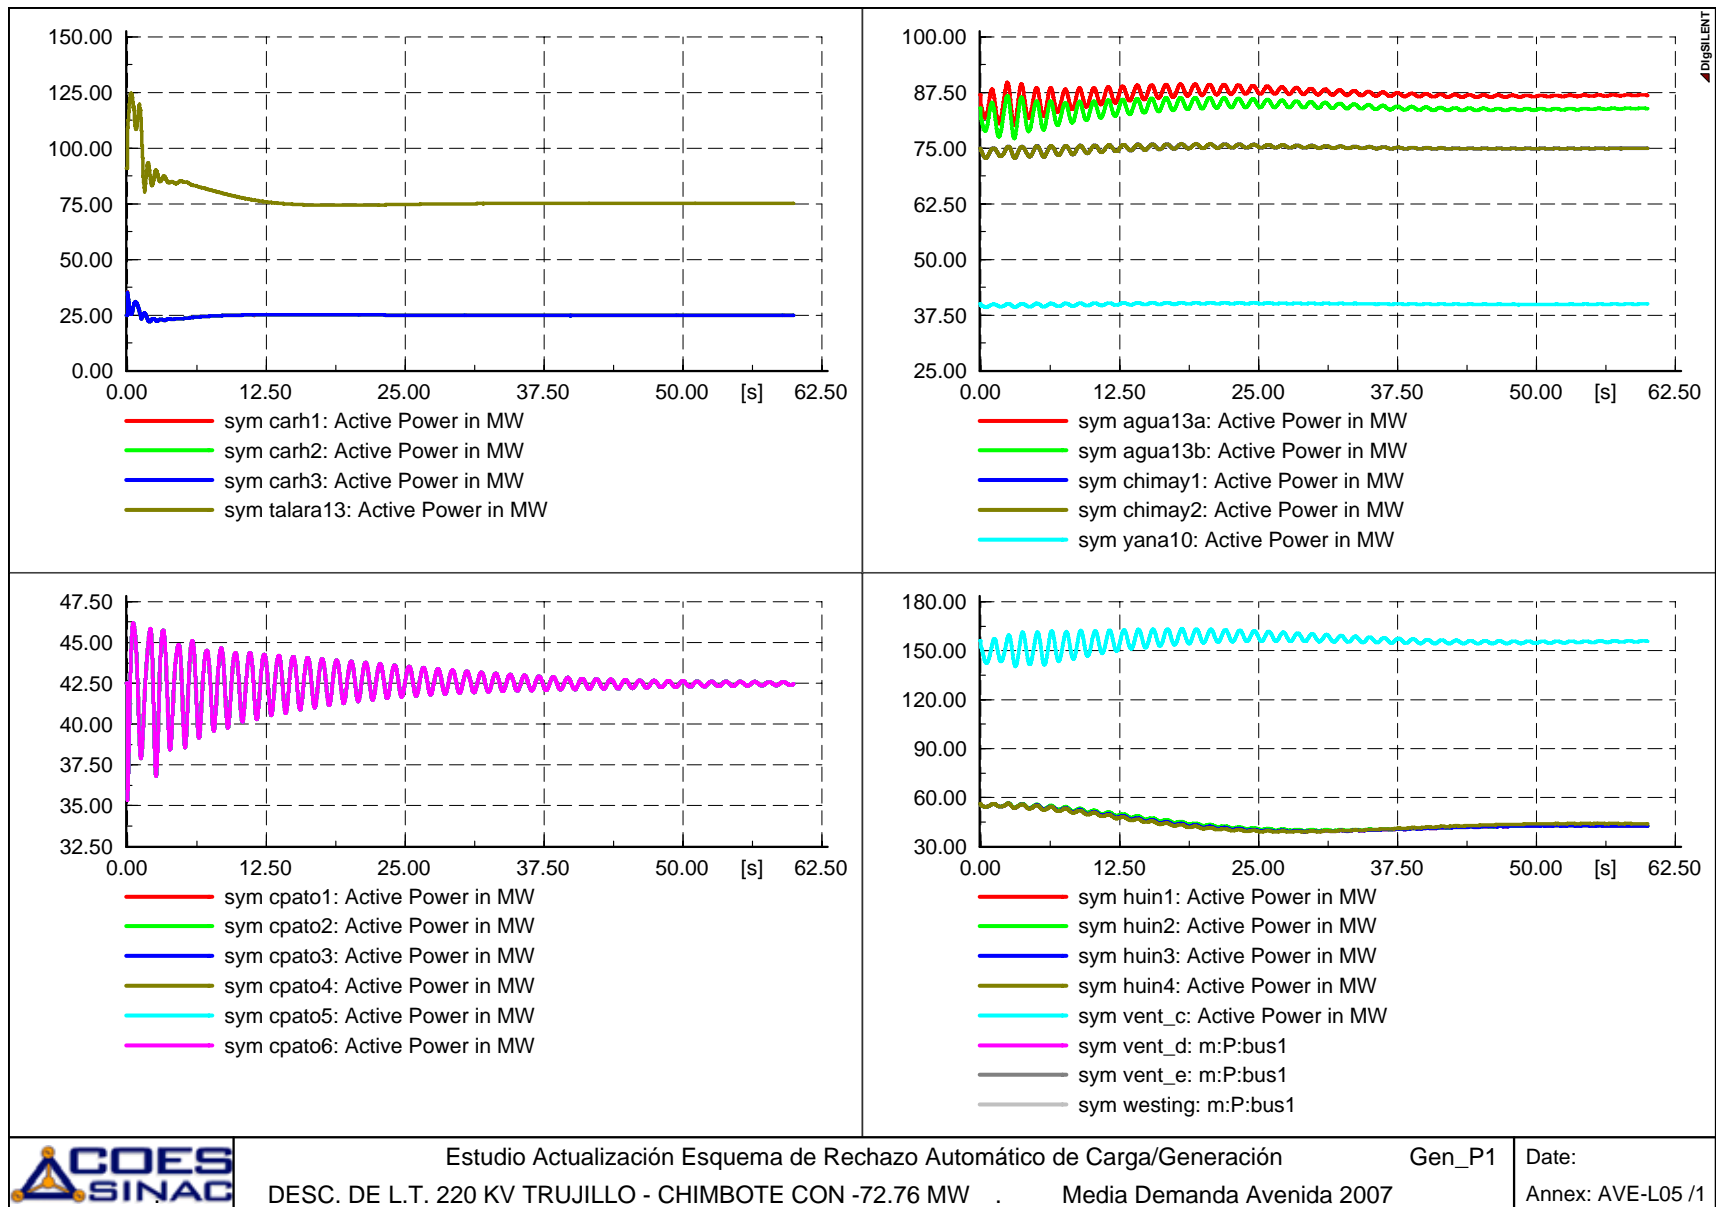 150.00
125.00
100.00
75.00
50.00
25.00
0.00
0.00 12.50 25.00 37.50 50.00 [s] 62.50
sym carh1: Active Power in MW
sym carh2: Active Power in MW
sym carh3: Active Power in MW
sym talara13: Active Power in MW
100.00
87.50
75.00
62.50
50.00
37.50
25.00
0.00 12.50 25.00 37.50 50.00 [s] 62.50
sym agua13a: Active Power in MW
sym agua13b: Active Power in MW
sym chimay1: Active Power in MW
sym chimay2: Active Power in MW
sym yana10: Active Power in MW
DIgSILENT
47.50
45.00
42.50
40.00
37.50
35.00
32.50
0.00 12.50 25.00 37.50 50.00 [s] 62.50
sym cpato1: Active Power in MW
sym cpato2: Active Power in MW
sym cpato3: Active Power in MW
sym cpato4: Active Power in MW
sym cpato5: Active Power in MW
sym cpato6: Active Power in MW
180.00
150.00
120.00
90.00
60.00
30.00
0.00 12.50 25.00 37.50 50.00 [s] 62.50
sym huin1: Active Power in MW
sym huin2: Active Power in MW
sym huin3: Active Power in MW
sym huin4: Active Power in MW
sym vent_c: Active Power in MW
sym vent_d: m:P:bus1
sym vent_e: m:P:bus1
sym westing: m:P:bus1
COES
SINAC
Estudio Actualización Esquema de Rechazo Automático de Carga/Generación Gen_P1
DESC. DE L.T. 220 KV TRUJILLO - CHIMBOTE CON -72.76 MW . Media Demanda Avenida 2007
Date:
Annex: AVE-L05 /1